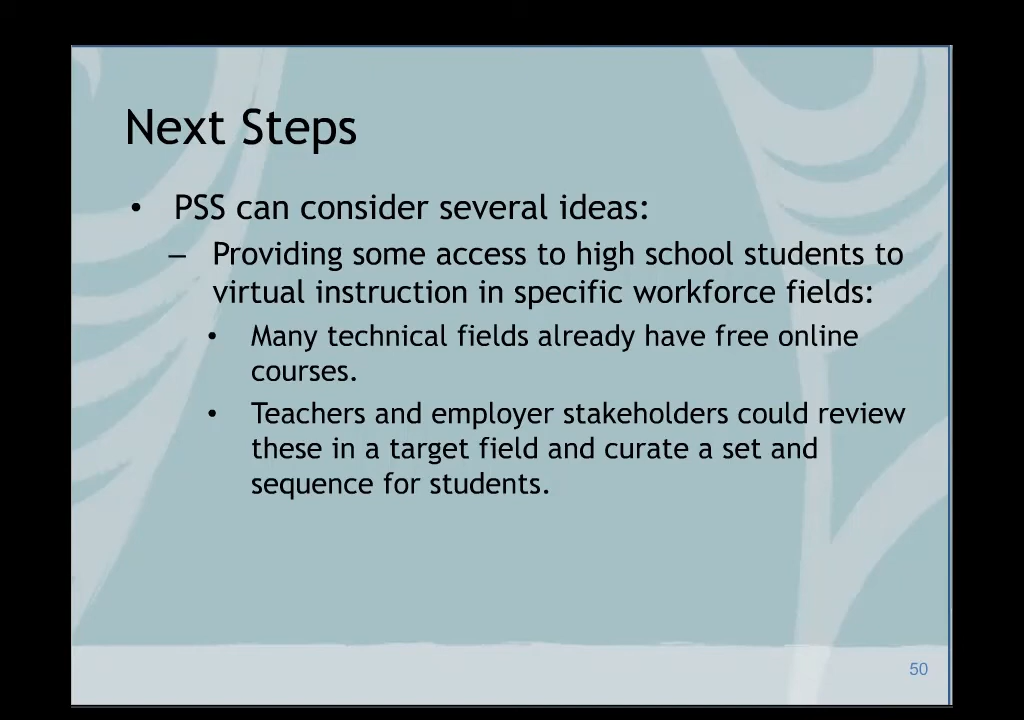 Next Steps
• PSS can consider several ideas:
– Providing some access to high school students to
virtual instruction in specific workforce fields:
• Many technical fields already have free online
courses.
• Teachers and employer stakeholders could review
these in a target field and curate a set and
sequence for students.
50